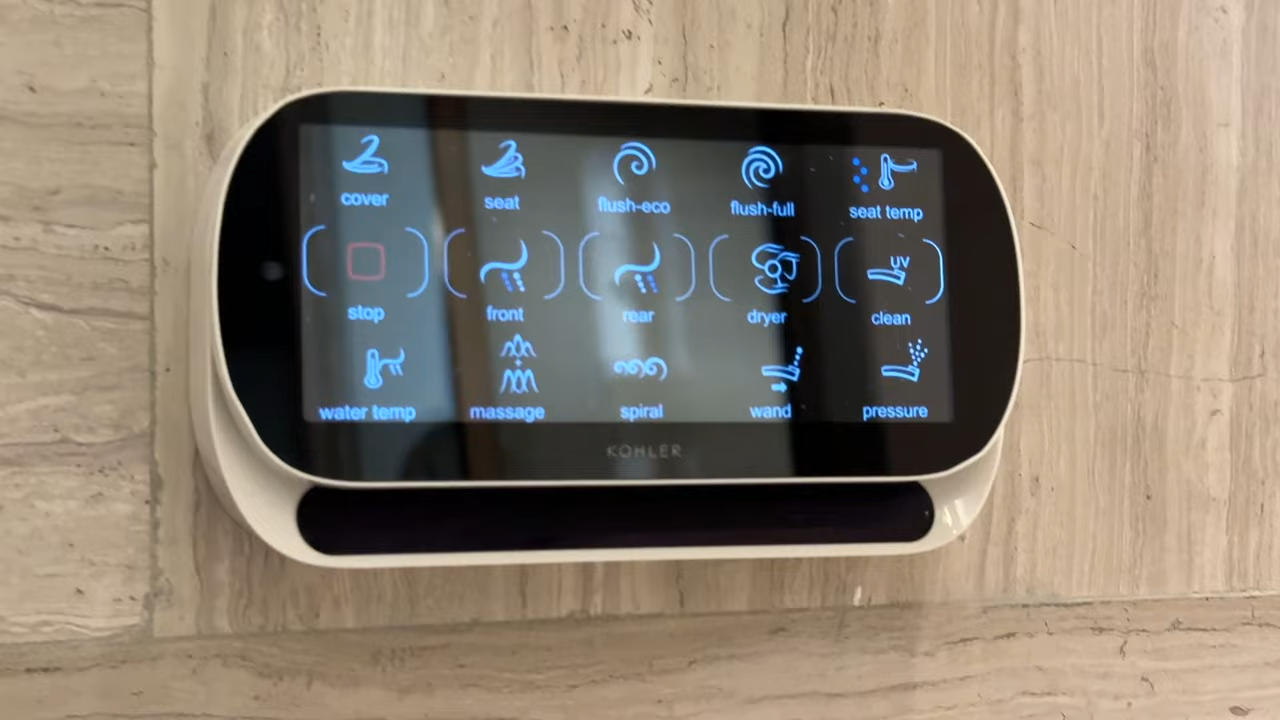 cover seat flush-eco flush-full seat temp
UV
stop front rear dryer clean
water temp massage spiral wand pressure
KOHLER